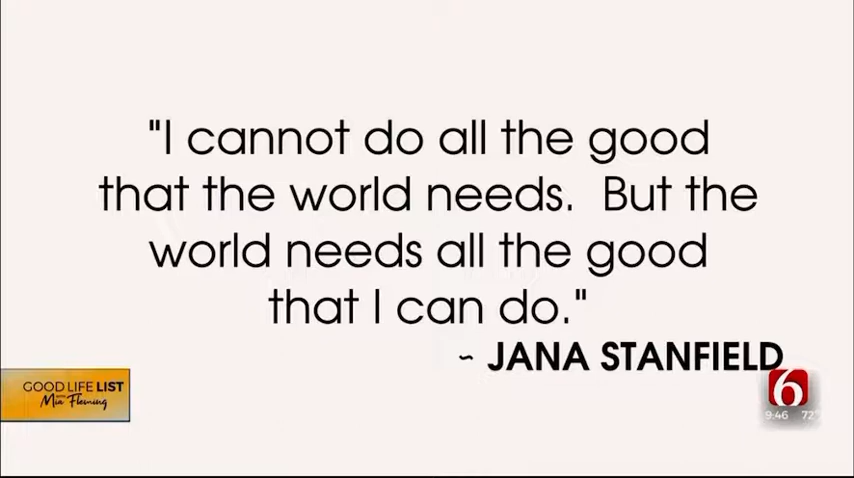 "I cannot do all the good
that the world needs.  But the
world needs all the good
that I can do."
~ JANA STANFIELD
GOOD LIFE LIST
WITH
Mia Fleming
6
9:46 72°